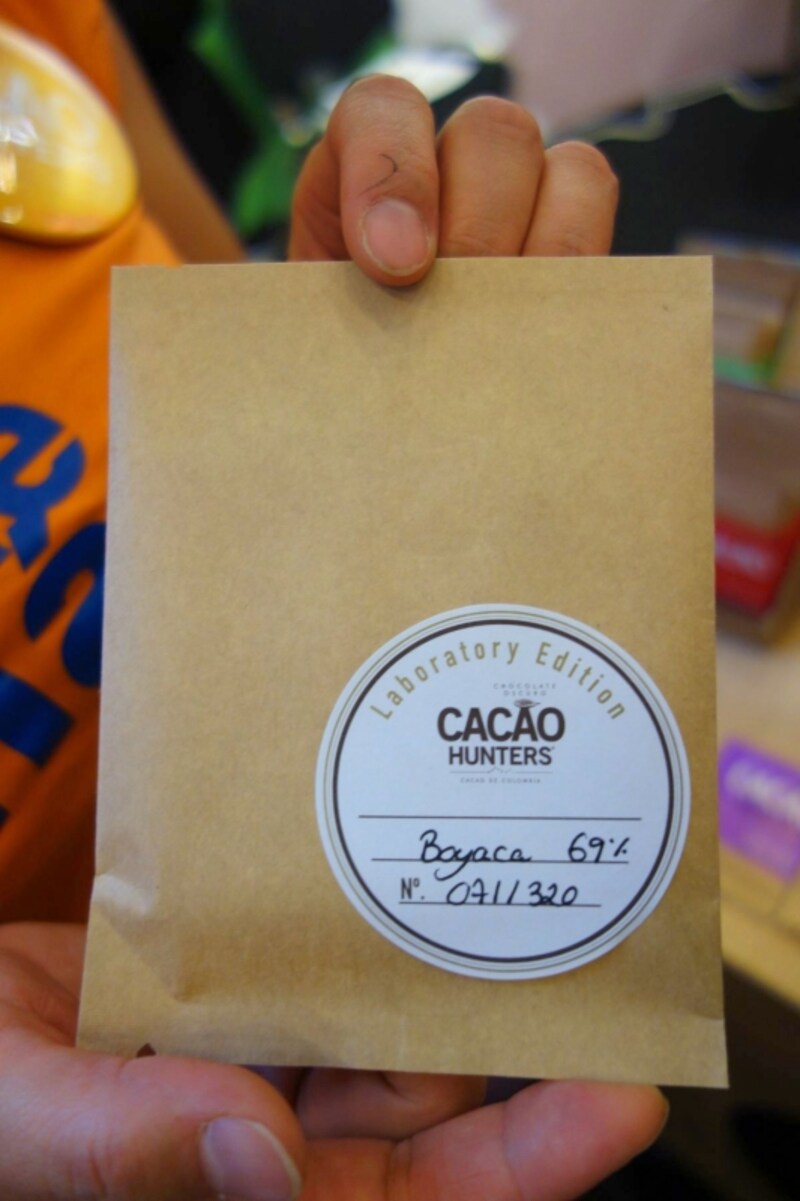 Laboratory Edition
CHOCOLATE
OSCURO
CACAO
HUNTERS
CACAO DE COLOMBIA
Boyaca 69%
Nº. 071/320